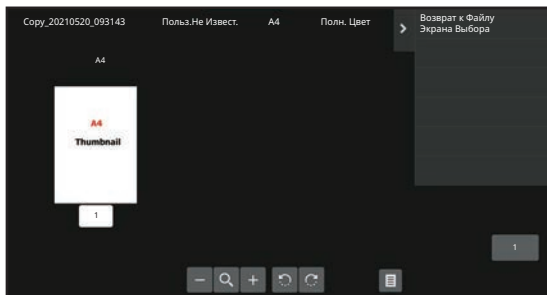 Copy_20210520_093143 Польз.Не Извест. A4 Полн. Цвет
Возврат к Файлу
Экрана Выбора
A4
A4
Thumbnail
1
1